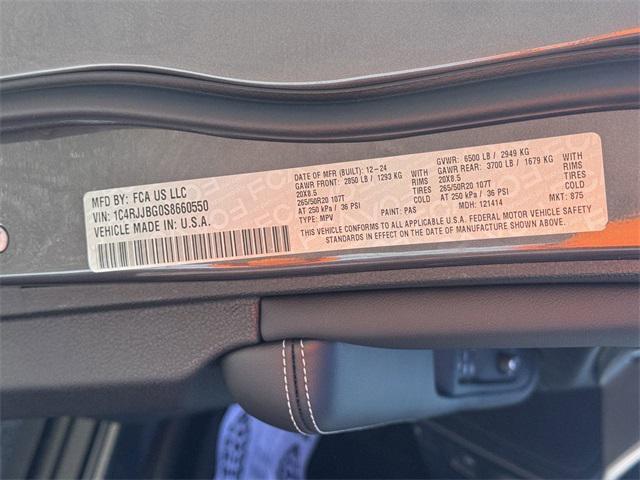 MFD BY: FCA US LLC
VIN: 1C4RJJBG0S8660550
VEHICLE MADE IN: U.S.A.
DATE OF MFR (BUILT): 12-24
GAWR FRONT: 2850 LB / 1293 KG
20X8.5 RIMS WITH
265/50R20 107T TIRES
AT 250 kPa / 36 PSI COLD
TYPE: MPV PAINT: PAS
GVWR: 6500 LB / 2949 KG
GAWR REAR: 3700 LB / 1679 KG
20X8.5 RIMS WITH
265/50R20 107T TIRES
AT 250 kPa / 36 PSI COLD
MDH: 121414 MKT: 875
THIS VEHICLE CONFORMS TO ALL APPLICABLE U.S.A. FEDERAL MOTOR VEHICLE SAFETY
STANDARDS IN EFFECT ON THE DATE OF MANUFACTURE SHOWN ABOVE.